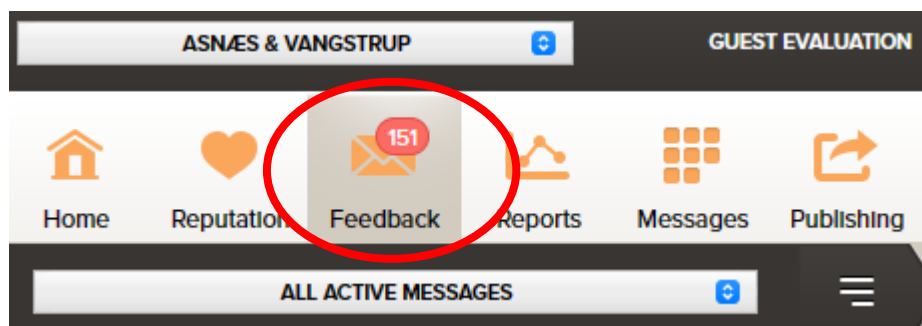 ASNÆS & VANGSTRUP GUEST EVALUATION
151
Home Reputation Feedback Reports Messages Publishing
ALL ACTIVE MESSAGES